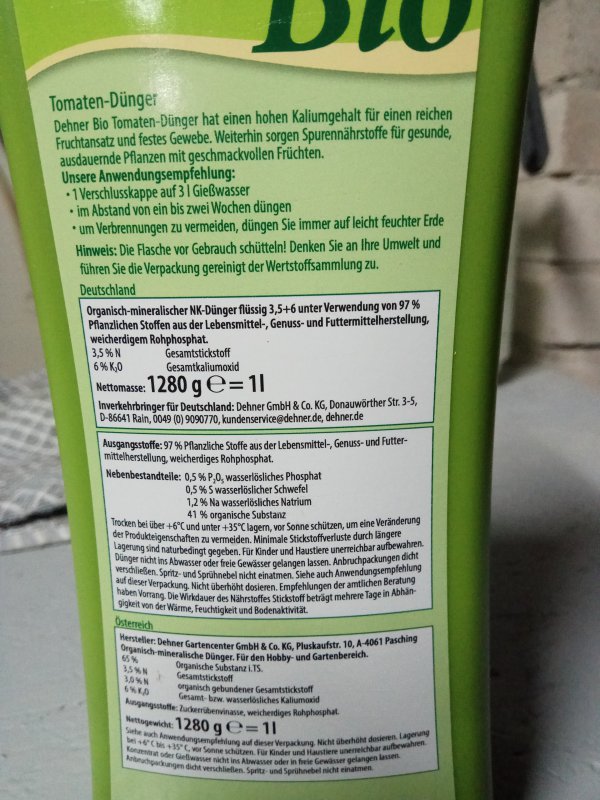 Bio
Tomaten-Dünger
Dehner Bio Tomaten-Dünger hat einen hohen Kaliumgehalt für einen reichen
Fruchtansatz und festes Gewebe. Weiterhin sorgen Spurennährstoffe für gesunde,
ausdauernde Pflanzen mit geschmackvollen Früchten.
Unsere Anwendungsempfehlung:
• 1 Verschlusskappe auf 3 l Gießwasser
• im Abstand von ein bis zwei Wochen düngen
• um Verbrennungen zu vermeiden, düngen Sie immer auf leicht feuchter Erde
Hinweis: Die Flasche vor Gebrauch schütteln! Denken Sie an Ihre Umwelt und
führen Sie die Verpackung gereinigt der Wertstoffsammlung zu.
Deutschland
Organisch-mineralischer NK-Dünger flüssig 3,5+6 unter Verwendung von 97 %
Pflanzlichen Stoffen aus der Lebensmittel-, Genuss- und Futtermittelherstellung,
weicherdigem Rohphosphat.
3,5 % N Gesamtstickstoff
6 % K₂O Gesamtkaliumoxid
Nettomasse: 1280 g ℮ = 1 l
Inverkehrbringer für Deutschland: Dehner GmbH & Co. KG, Donauwörther Str. 3-5,
D-86641 Rain, 0049 (0) 9090770, kundenservice@dehner.de, dehner.de
Ausgangsstoffe: 97 % Pflanzliche Stoffe aus der Lebensmittel-, Genuss- und Futter-
mittelherstellung, weicherdiges Rohphosphat.
Nebenbestandteile: 0,5 % P₂O₅ wasserlösliches Phosphat
0,5 % S wasserlöslicher Schwefel
1,2 % Na wasserlösliches Natrium
41 % organische Substanz
Trocken bei über +6°C und unter +35°C lagern, vor Sonne schützen, um eine Veränderung
der Produkteigenschaften zu vermeiden. Minimale Stickstoffverluste durch längere
Lagerung sind naturbedingt gegeben. Für Kinder und Haustiere unerreichbar aufbewahren.
Dünger nicht ins Abwasser oder freie Gewässer gelangen lassen. Anbruchpackungen dicht
verschließen. Spritz- und Sprühnebel nicht einatmen. Siehe auch Anwendungsempfehlung
auf dieser Verpackung. Nicht überhöht dosieren. Empfehlungen der amtlichen Beratung
haben Vorrang. Die Wirkdauer des Nährstoffes Stickstoff beträgt mehrere Tage in Abhän-
gigkeit von der Wärme, Feuchtigkeit und Bodenaktivität.
Österreich
Hersteller: Dehner Gartencenter GmbH & Co. KG, Pluskaufstr. 10, A-4061 Pasching
Organisch-mineralische Dünger. Für den Hobby- und Gartenbereich.
65 % Organische Substanz i.TS.
3,5 % N Gesamtstickstoff
3,0 % N organisch gebundener Gesamtstickstoff
6 % K₂O Gesamt- bzw. wasserlösliches Kaliumoxid
Ausgangsstoffe: Zuckerrübenvinasse, weicherdiges Rohphosphat.
Nettogewicht: 1280 g ℮ = 1 l
Siehe auch Anwendungsempfehlung auf dieser Verpackung. Nicht überhöht dosieren. Lagerung
bei +6° C bis +35° C, vor Sonne schützen. Für Kinder und Haustiere unerreichbar aufbewahren.
Konzentrat oder Gießwasser nicht ins Abwasser oder in freie Gewässer gelangen lassen.
Anbruchpackungen dicht verschließen. Spritz- und Sprühnebel nicht einatmen.